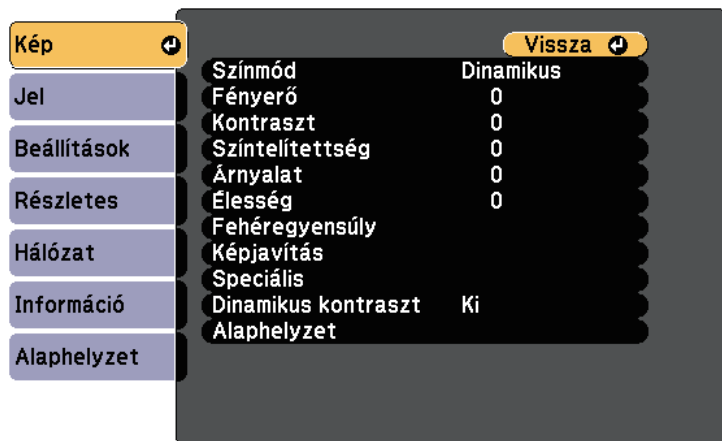 Kép
Jel
Beállítások
Részletes
Hálózat
Információ
Alaphelyzet
Vissza
Színmód Dinamikus
Fényerő 0
Kontraszt 0
Színtelítettség 0
Árnyalat 0
Élesség 0
Fehéregyensúly
Képjavítás
Speciális
Dinamikus kontraszt Ki
Alaphelyzet